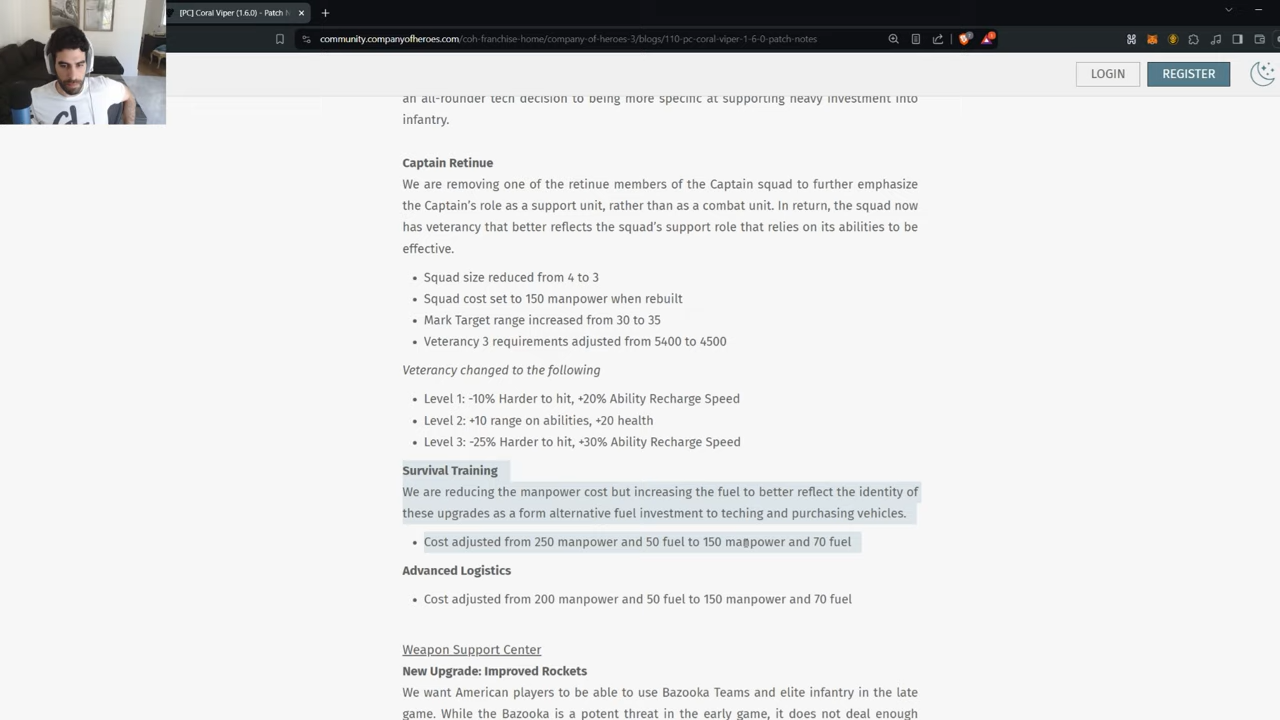 [PC] Coral Viper (1.6.0) - Patch N
community.companyofheroes.com/coh-franchise-home/company-of-heroes-3/blogs/110-pc-coral-viper-1-6-0-patch-notes
LOGIN
REGISTER
an all-rounder tech decision to being more specific at supporting heavy investment into
infantry.
Captain Retinue
We are removing one of the retinue members of the Captain squad to further emphasize
the Captain's role as a support unit, rather than as a combat unit. In return, the squad now
has veterancy that better reflects the squad's support role that relies on its abilities to be
effective.
• Squad size reduced from 4 to 3
• Squad cost set to 150 manpower when rebuilt
• Mark Target range increased from 30 to 35
• Veterancy 3 requirements adjusted from 5400 to 4500
Veterancy changed to the following
• Level 1: -10% Harder to hit, +20% Ability Recharge Speed
• Level 2: +10 range on abilities, +20 health
• Level 3: -25% Harder to hit, +30% Ability Recharge Speed
Survival Training
We are reducing the manpower cost but increasing the fuel to better reflect the identity of
these upgrades as a form alternative fuel investment to teching and purchasing vehicles.
• Cost adjusted from 250 manpower and 50 fuel to 150 manpower and 70 fuel
Advanced Logistics
• Cost adjusted from 200 manpower and 50 fuel to 150 manpower and 70 fuel
Weapon Support Center
New Upgrade: Improved Rockets
We want American players to be able to use Bazooka Teams and elite infantry in the late
game. While the Bazooka is a potent threat in the early game, it does not deal enough